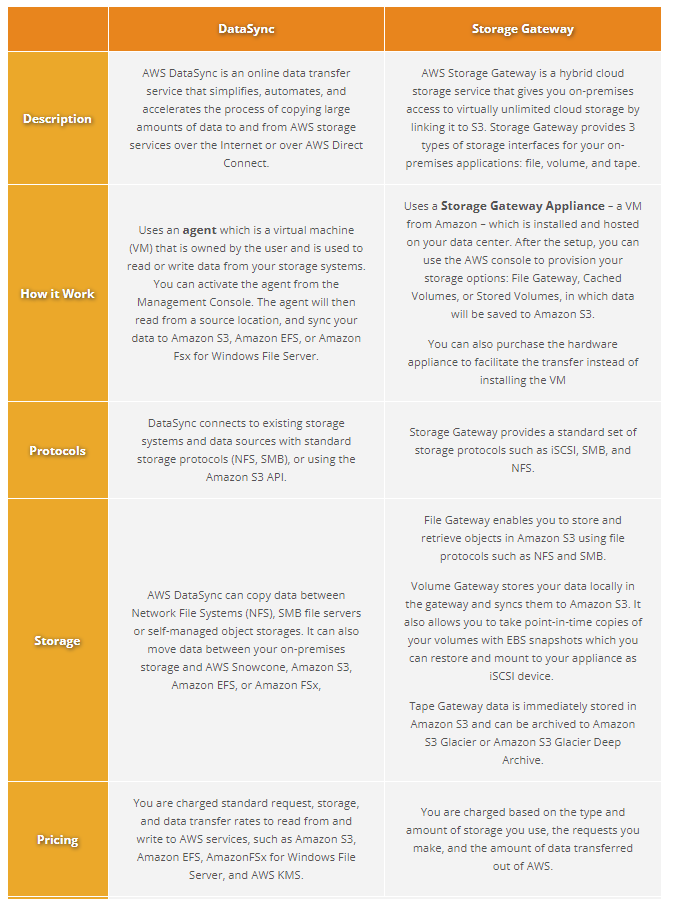 DataSync
Storage Gateway
Description
AWS DataSync is an online data transfer
service that simplifies, automates, and
accelerates the process of copying large
amounts of data to and from AWS storage
services over the Internet or over AWS Direct
Connect.
AWS Storage Gateway is a hybrid cloud
storage service that gives you on-premises
access to virtually unlimited cloud storage by
linking it to S3. Storage Gateway provides 3
types of storage interfaces for your on-
premises applications: file, volume, and tape.
How it Work
Uses an agent which is a virtual machine
(VM) that is owned by the user and is used to
read or write data from your storage systems.
You can activate the agent from the
Management Console. The agent will then
read from a source location, and sync your
data to Amazon S3, Amazon EFS, or Amazon
Fsx for Windows File Server.
Uses a Storage Gateway Appliance – a VM
from Amazon – which is installed and hosted
on your data center. After the setup, you can
use the AWS console to provision your
storage options: File Gateway, Cached
Volumes, or Stored Volumes, in which data
will be saved to Amazon S3.
You can also purchase the hardware
appliance to facilitate the transfer instead of
installing the VM
Protocols
DataSync connects to existing storage
systems and data sources with standard
storage protocols (NFS, SMB), or using the
Amazon S3 API.
Storage Gateway provides a standard set of
storage protocols such as iSCSI, SMB, and
NFS.
Storage
AWS DataSync can copy data between
Network File Systems (NFS), SMB file servers
or self-managed object storages. It can also
move data between your on-premises
storage and AWS Snowcone, Amazon S3,
Amazon EFS, or Amazon FSx,
File Gateway enables you to store and
retrieve objects in Amazon S3 using file
protocols such as NFS and SMB.
Volume Gateway stores your data locally in
the gateway and syncs them to Amazon S3. It
also allows you to take point-in-time copies of
your volumes with EBS snapshots which you
can restore and mount to your appliance as
iSCSI device.
Tape Gateway data is immediately stored in
Amazon S3 and can be archived to Amazon
S3 Glacier or Amazon S3 Glacier Deep
Archive.
Pricing
You are charged standard request, storage,
and data transfer rates to read from and
write to AWS services, such as Amazon S3,
Amazon EFS, AmazonFSx for Windows File
Server, and AWS KMS.
You are charged based on the type and
amount of storage you use, the requests you
make, and the amount of data transferred
out of AWS.